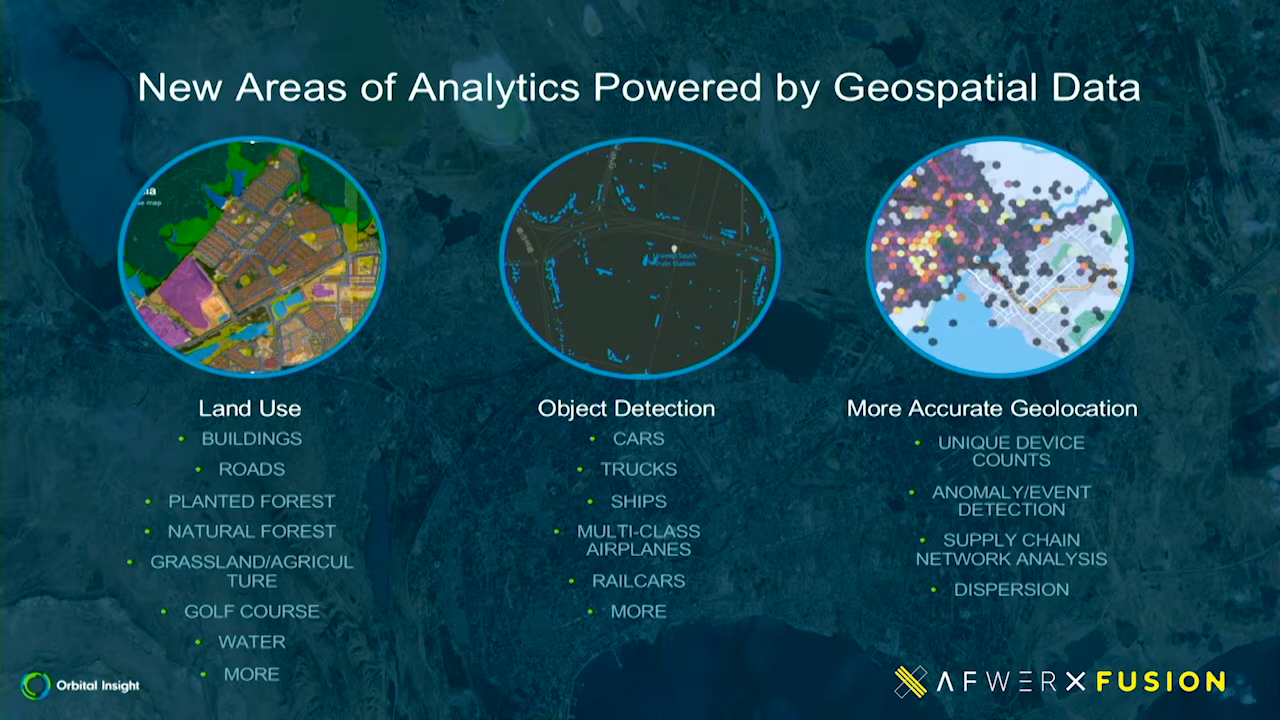 New Areas of Analytics Powered by Geospatial Data
Land Use
• BUILDINGS
• ROADS
• PLANTED FOREST
• NATURAL FOREST
• GRASSLAND/AGRICUL
TURE
• GOLF COURSE
• WATER
• MORE
Object Detection
• CARS
• TRUCKS
• SHIPS
• MULTI-CLASS
AIRPLANES
• RAILCARS
• MORE
More Accurate Geolocation
• UNIQUE DEVICE
COUNTS
• ANOMALY/EVENT
DETECTION
• SUPPLY CHAIN
NETWORK ANALYSIS
• DISPERSION
Orbital Insight
AFWERX FUSION